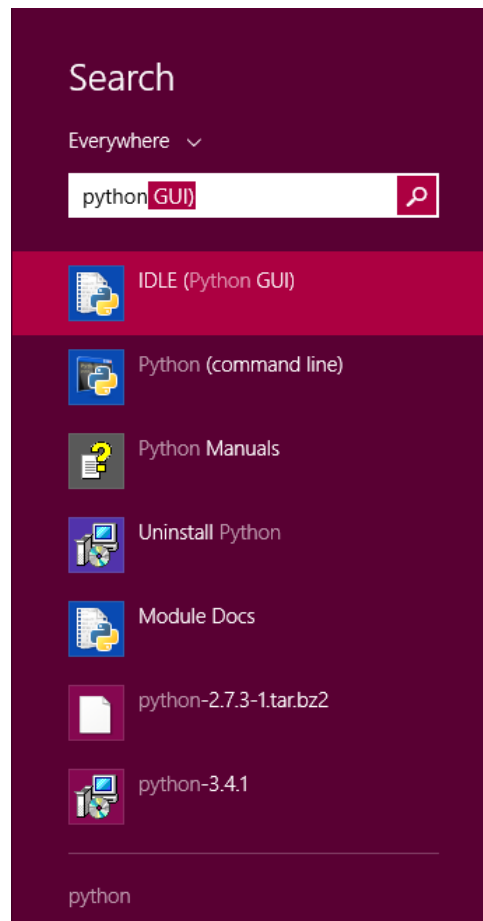 Search
Everywhere
python GUI)
IDLE (Python GUI)
Python (command line)
Python Manuals
Uninstall Python
Module Docs
python-2.7.3-1.tar.bz2
python-3.4.1
python